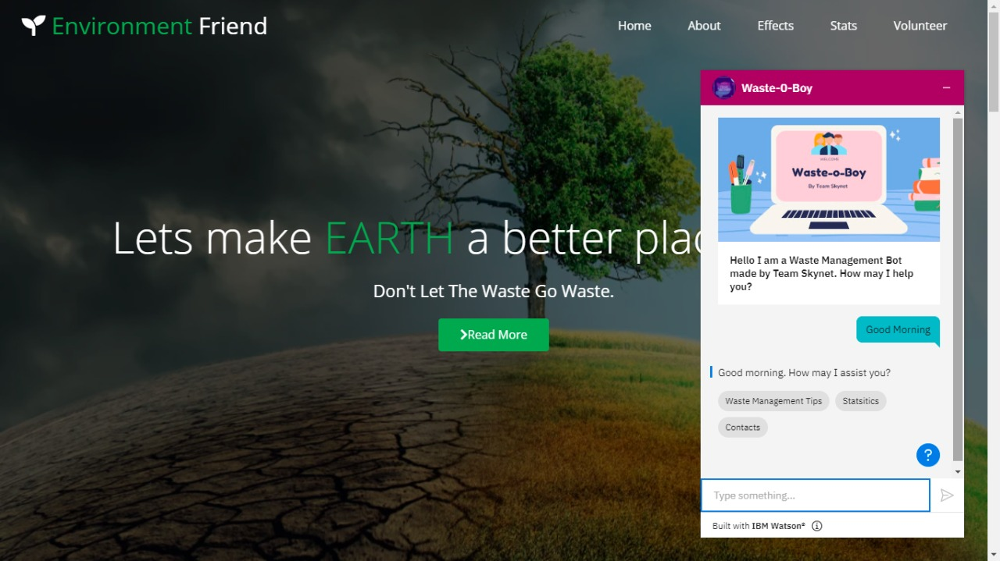 Environment Friend
Home About Effects Stats Volunteer
Lets make EARTH a better plac
Don't Let The Waste Go Waste.
Read More
Waste-O-Boy
WELCOME
Waste-o-Boy
By Team Skynet
Hello I am a Waste Management Bot
made by Team Skynet. How may I help
you?
Good Morning
Good morning. How may I assist you?
Waste Management Tips
Statsitics
Contacts
?
Type something...
Built with IBM Watson®